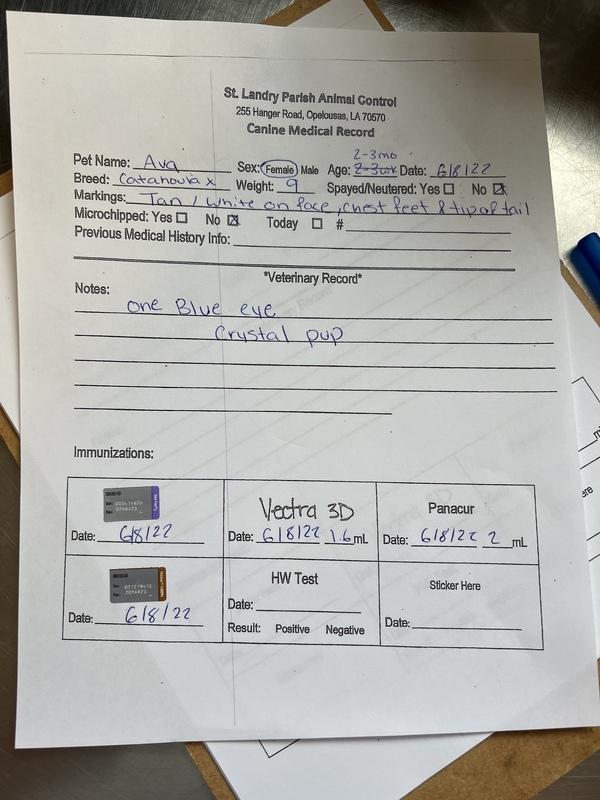 St. Landry Parish Animal Control
255 Hanger Road, Opelousas, LA 70570
Canine Medical Record
2-3mo
Pet Name: Ava Sex: Female Male Age: 2-3wk Date: 6/8/22
Breed: Catahoula x Weight: 9 Spayed/Neutered: Yes No
Markings: Tan / white on face, chest feet & tip of tail
Microchipped: Yes No Today #
Previous Medical History Info:
*Veterinary Record*
Notes:
one Blue eye
Crystal pup
Immunizations:
Date: 6/8/22
Vectra 3D
Date: 6/8/22 1.6 mL
Panacur
Date: 6/8/22 2 mL
Date: 6/8/22
HW Test
Date:
Result: Positive Negative
Sticker Here
Date: